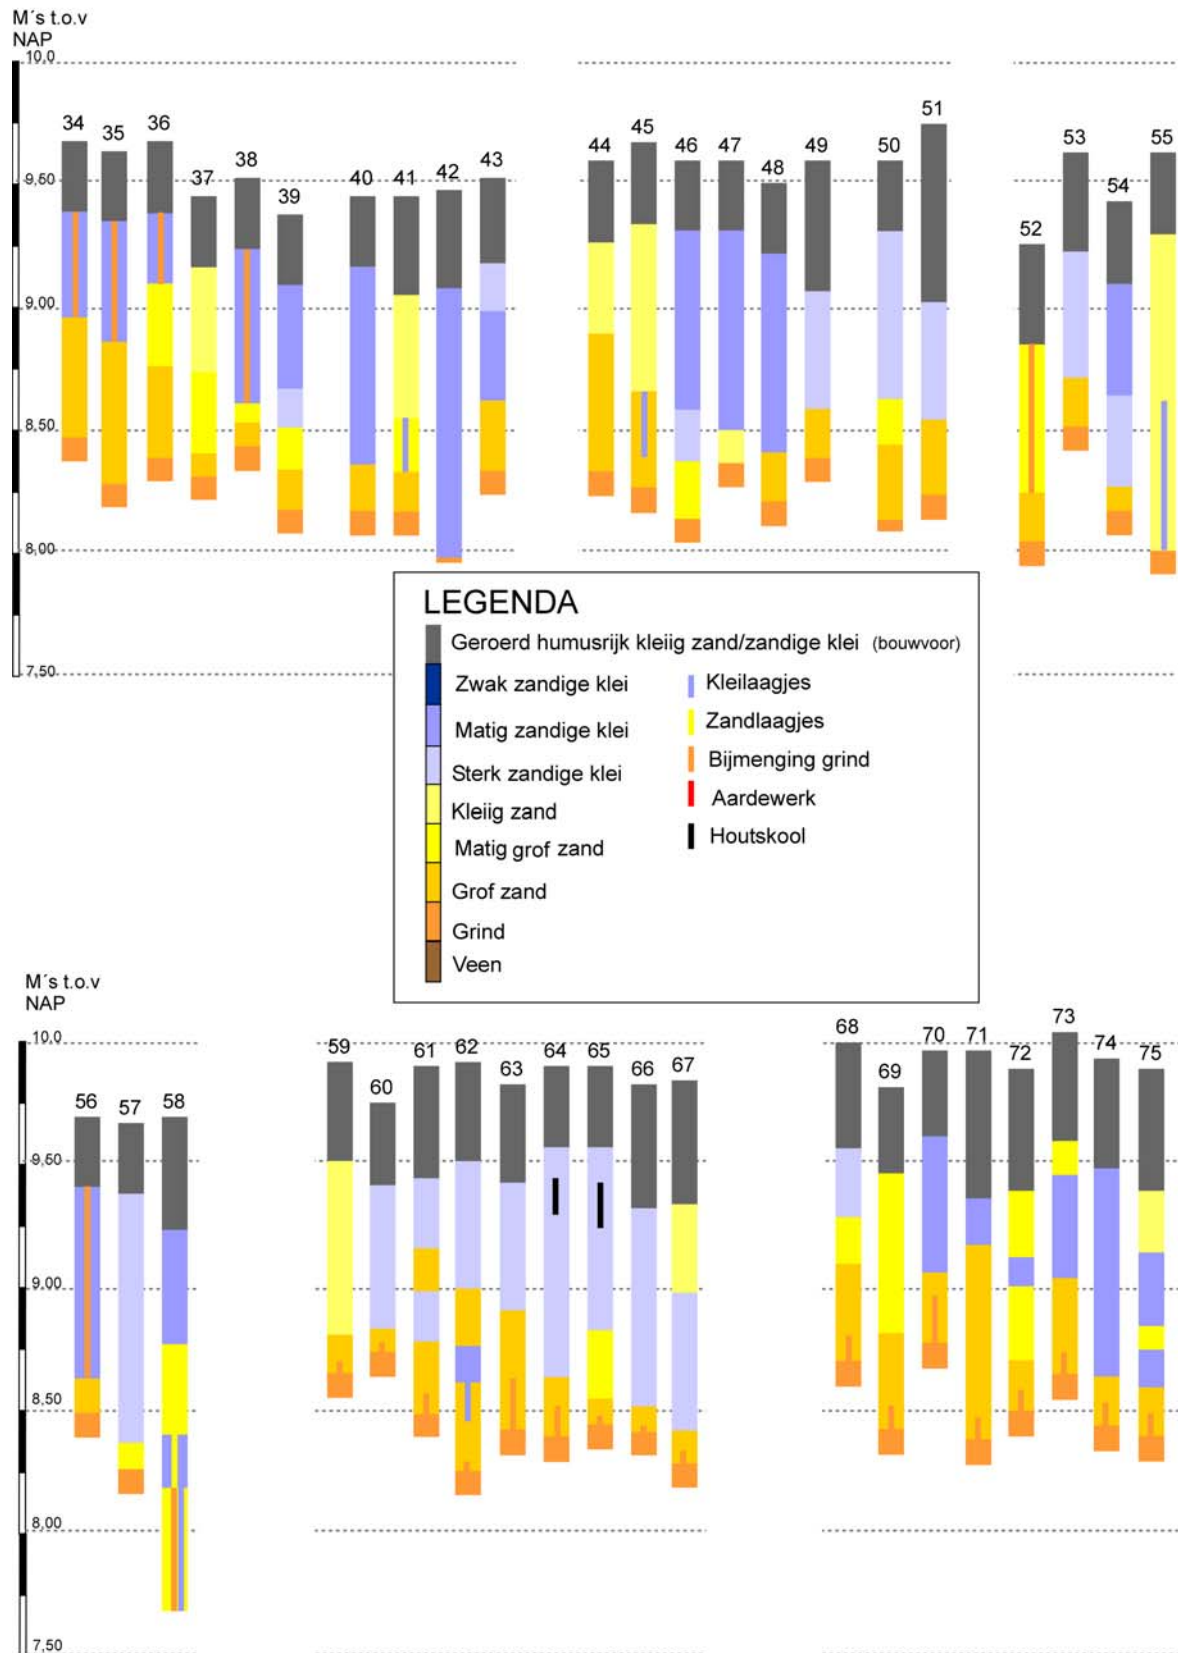 M´s t.o.v
NAP
10,0
34 35 36 37 38 39 40 41 42 43 44 45 46 47 48 49 50 51 52 53 54 55
9,60
9,00
8,50
8,00
7,50
LEGENDA
Geroerd humusrijk kleiig zand/zandige klei (bouwvoor)
Zwak zandige klei
Matig zandige klei
Sterk zandige klei
Kleiig zand
Matig grof zand
Grof zand
Grind
Veen
Kleilaagjes
Zandlaagjes
Bijmenging grind
Aardewerk
Houtskool
M´s t.o.v
NAP
10,0
56 57 58 59 60 61 62 63 64 65 66 67 68 69 70 71 72 73 74 75
9,60
9,00
8,50
8,00
7,50